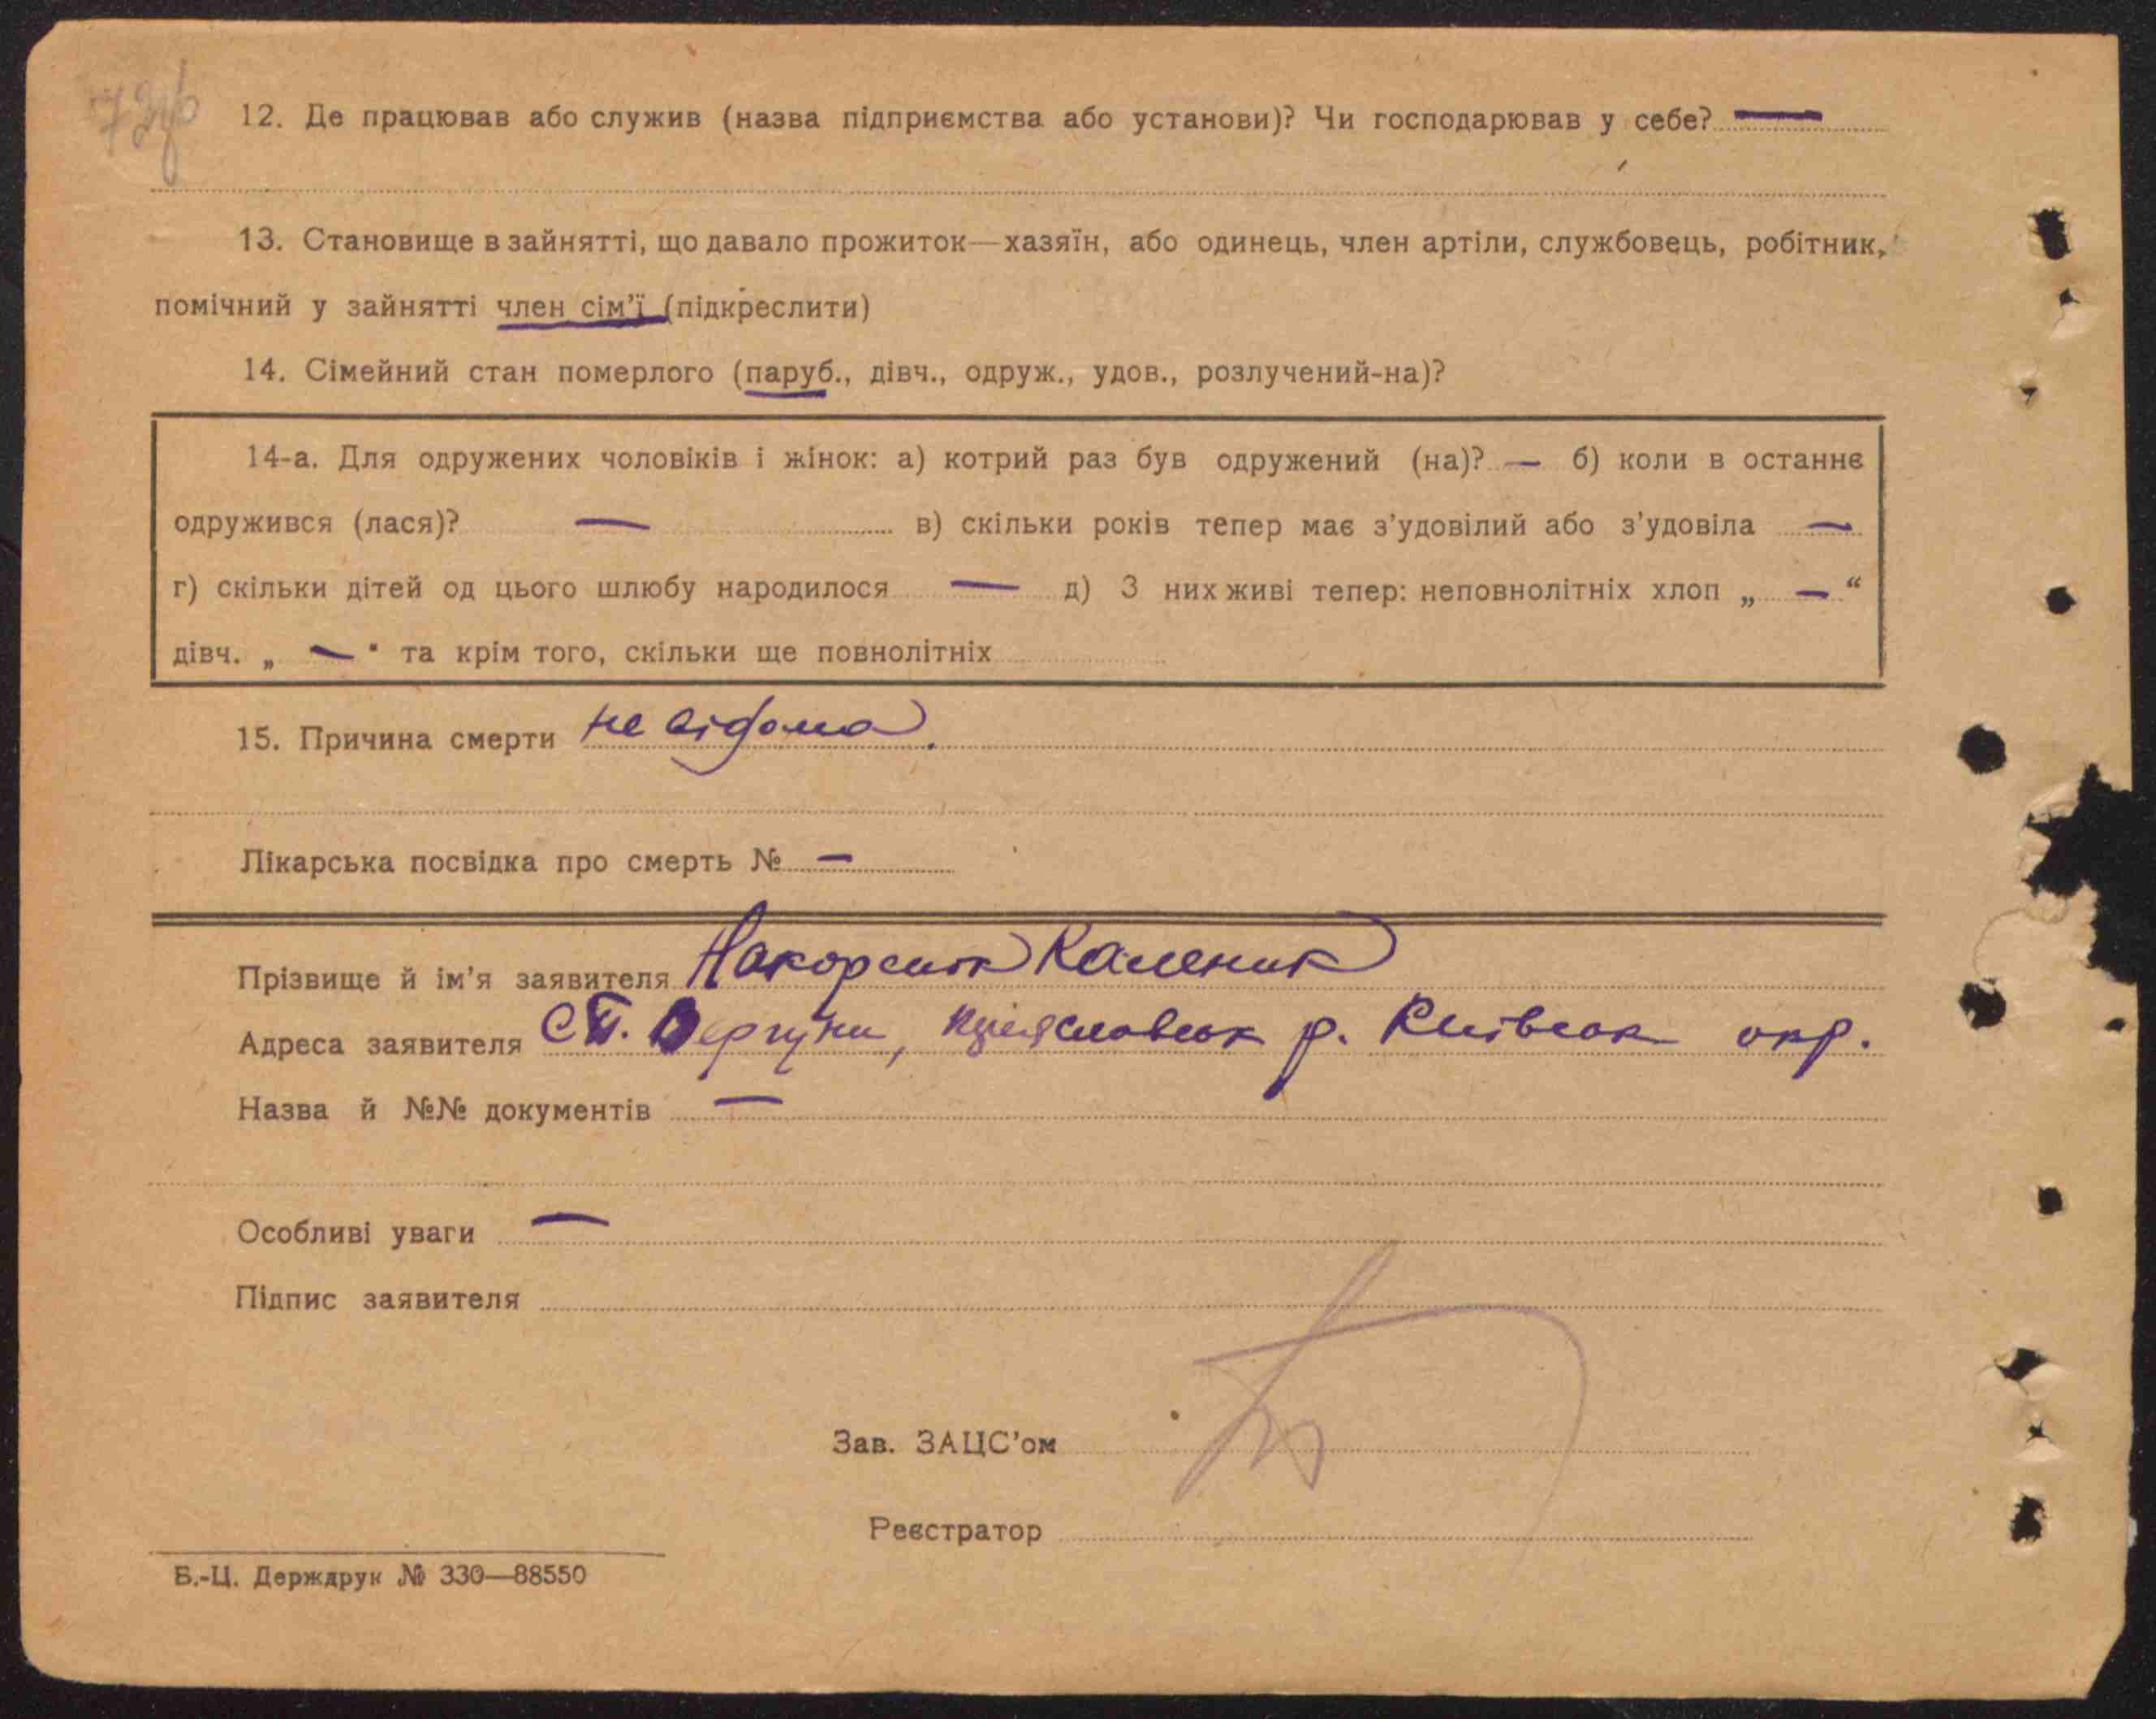 12. Де працював або служив (назва підприємства або установи)? Чи господарював у себе? —
13. Становище в зайнятті, що давало прожиток—хазяїн, або одинець, член артіли, службовець, робітник,
помічний у зайнятті член сім'ї (підкреслити)
14. Сімейний стан померлого (паруб., дівч., одруж., удов., розлучений-на)?
14-а. Для одружених чоловіків і жінок: а) котрий раз був одружений (на)? — б) коли в останнє
одружився (лася)? — в) скільки років тепер має з'удовілий або з'удовіла —
г) скільки дітей од цього шлюбу народилося — д) З них живі тепер: неповнолітніх хлоп „ — “
дівч. „ — “ та крім того, скільки ще повнолітніх
15. Причина смерти не відома.
Лікарська посвідка про смерть № —
Прізвище й ім'я заявителя Каленик
Адреса заявителя Вергуни, р. Київськ окр.
Назва й №№ документів —
Особливі уваги —
Підпис заявителя
Зав. ЗАЦС'ом
Реєстратор
Б.-Ц. Держдрук № 330—88550